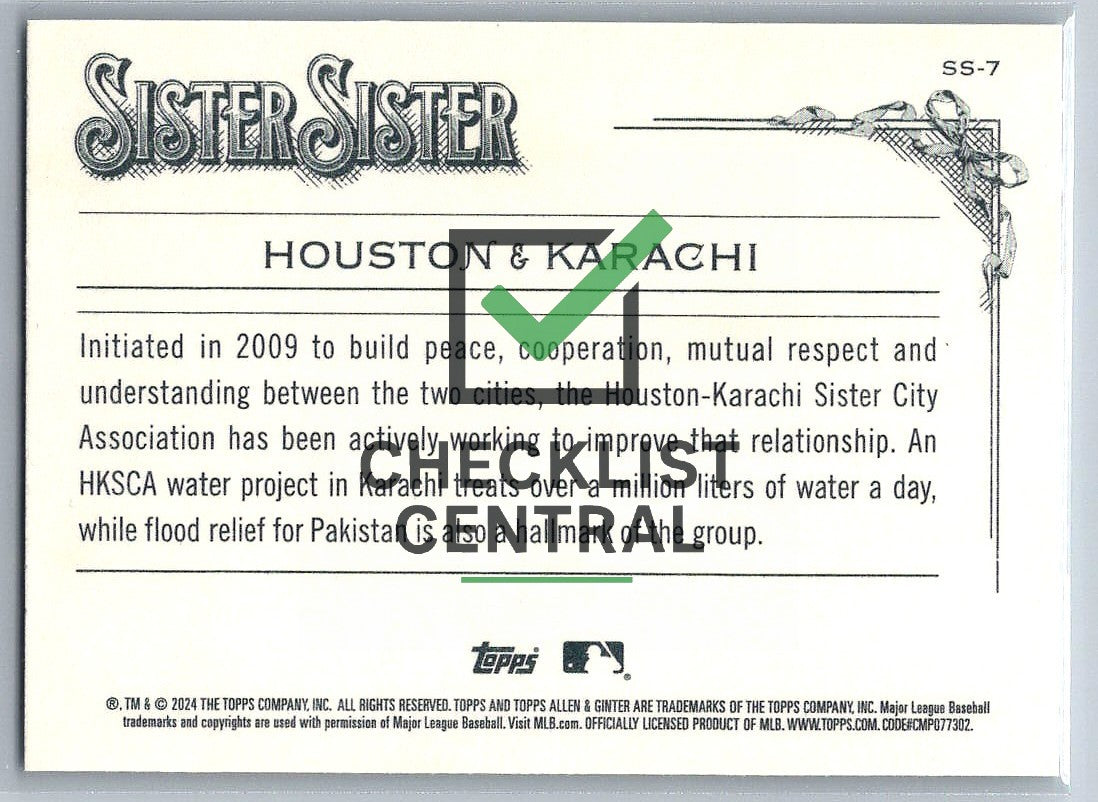 SISTER SISTER
SS-7
HOUSTON & KARACHI
Initiated in 2009 to build peace, cooperation, mutual respect and
understanding between the two cities, the Houston-Karachi Sister City
Association has been actively working to improve that relationship. An
HKSCA water project in Karachi treats over a million liters of water a day,
while flood relief for Pakistan is also a hallmark of the group.
CHECKLIST
CENTRAL
topps ®
®, TM & © 2024 THE TOPPS COMPANY, INC. ALL RIGHTS RESERVED. TOPPS AND TOPPS ALLEN & GINTER ARE TRADEMARKS OF THE TOPPS COMPANY, INC. Major League Baseball
trademarks and copyrights are used with permission of Major League Baseball. Visit MLB.com. OFFICIALLY LICENSED PRODUCT OF MLB. WWW.TOPPS.COM. CODE#CMP077302.